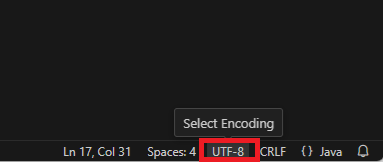 Select Encoding
Ln 17, Col 31 Spaces: 4 UTF-8 CRLF {} Java